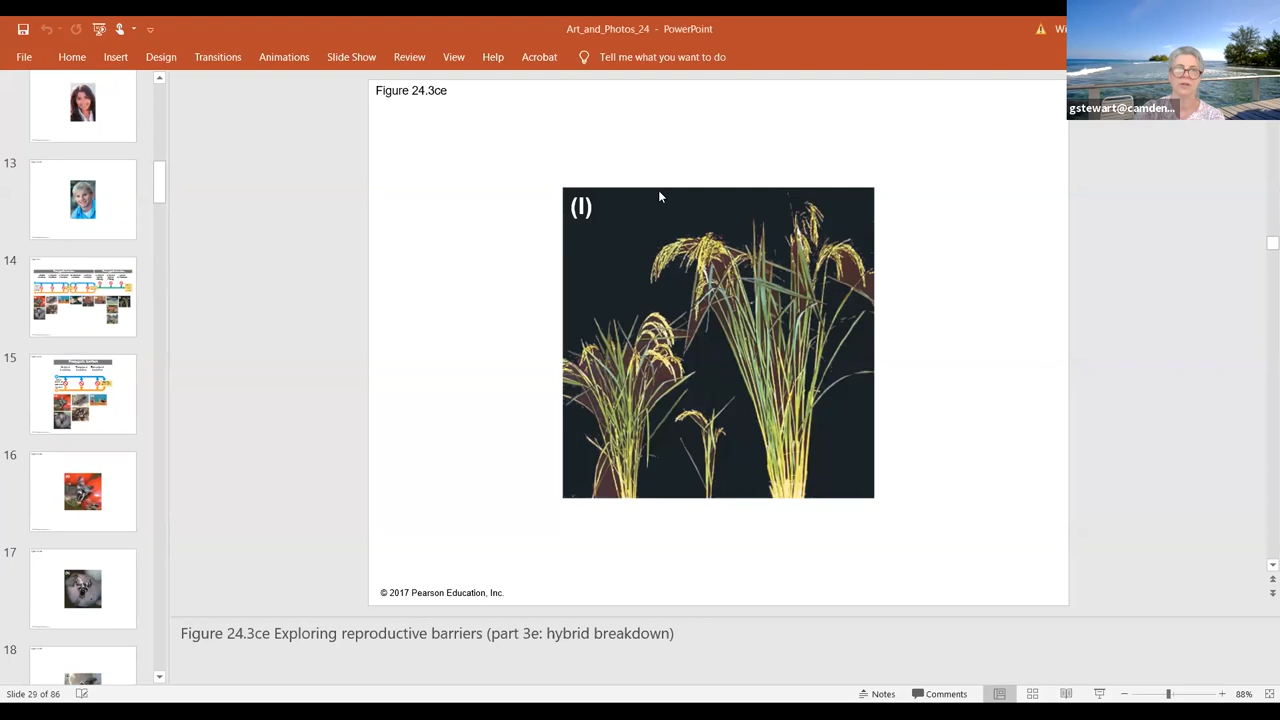 Art_and_Photos_24 - PowerPoint
Wi
File Home Insert Design Slide Show Transitions Animations Review View Help Acrobat Tell me what you want to do
gstewart@camden...
Figure 24.3ce
(l)
13
14
15
16
17
18
© 2017 Pearson Education, Inc.
Figure 24.3ce Exploring reproductive barriers (part 3e: hybrid breakdown)
Slide 29 of 86
Notes
Comments
88%